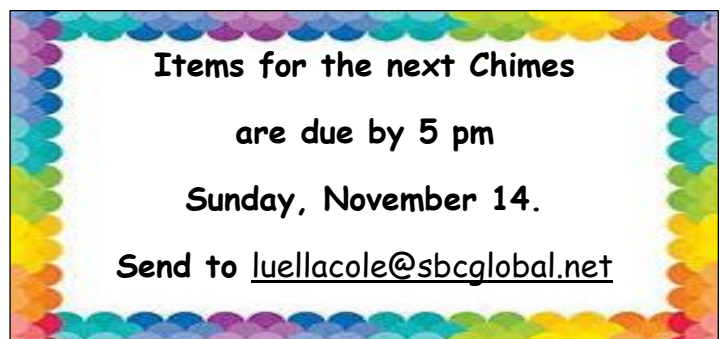 Items for the next Chimes
are due by 5 pm
Sunday, November 14.
Send to luellacole@sbcglobal.net